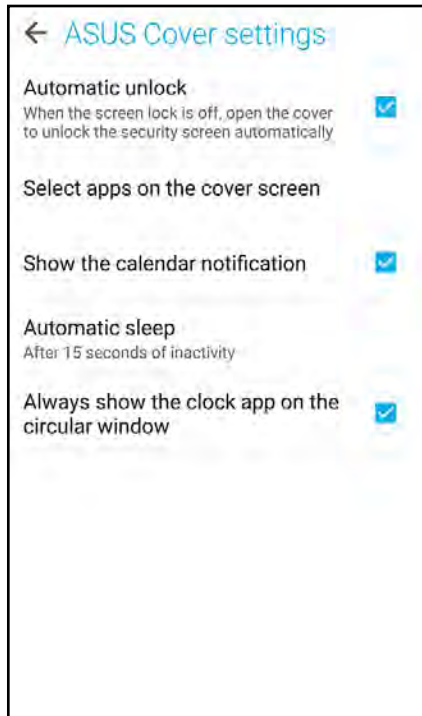 ASUS Cover settings
Automatic unlock
When the screen lock is off, open the cover
to unlock the security screen automatically
Select apps on the cover screen
Show the calendar notification
Automatic sleep
After 15 seconds of inactivity
Always show the clock app on the
circular window